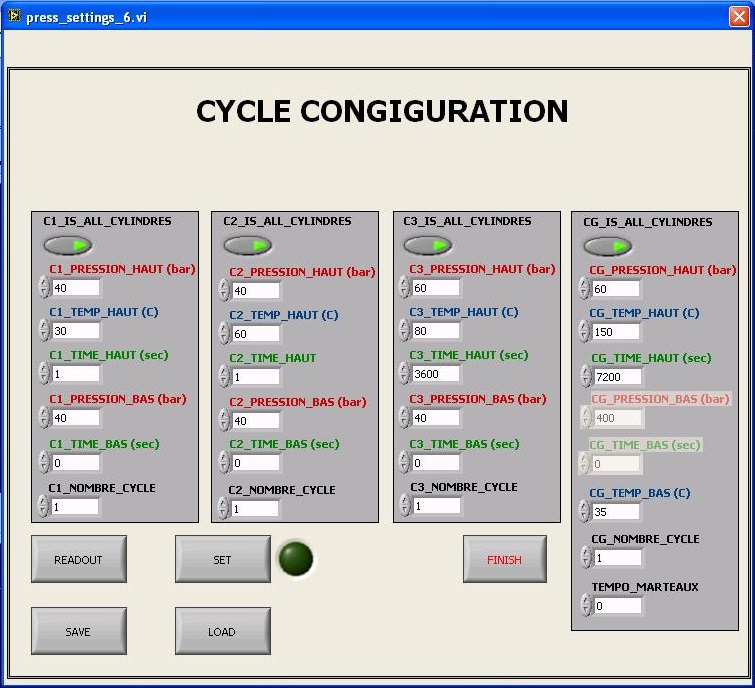 press_settings_6.vi
CYCLE CONGIGURATION
C1_IS_ALL_CYLINDRES
C1_PRESSION_HAUT (bar)
40
C1_TEMP_HAUT (C)
30
C1_TIME_HAUT (sec)
1
C1_PRESSION_BAS (bar)
40
C1_TIME_BAS (sec)
0
C1_NOMBRE_CYCLE
1
C2_IS_ALL_CYLINDRES
C2_PRESSION_HAUT (bar)
40
C2_TEMP_HAUT (C)
60
C2_TIME_HAUT
1
C2_PRESSION_BAS (bar)
40
C2_TIME_BAS (sec)
0
C2_NOMBRE_CYCLE
1
C3_IS_ALL_CYLINDRES
C3_PRESSION_HAUT (bar)
60
C3_TEMP_HAUT (C)
80
C3_TIME_HAUT (sec)
3600
C3_PRESSION_BAS (bar)
40
C3_TIME_BAS (sec)
0
C3_NOMBRE_CYCLE
1
CG_IS_ALL_CYLINDRES
CG_PRESSION_HAUT (bar)
60
CG_TEMP_HAUT (C)
150
CG_TIME_HAUT (sec)
7200
CG_PRESSION_BAS (bar)
400
CG_TIME_BAS (sec)
0
CG_TEMP_BAS (C)
35
CG_NOMBRE_CYCLE
1
TEMPO_MARTEAUX
0
READOUT
SET
FINISH
SAVE
LOAD